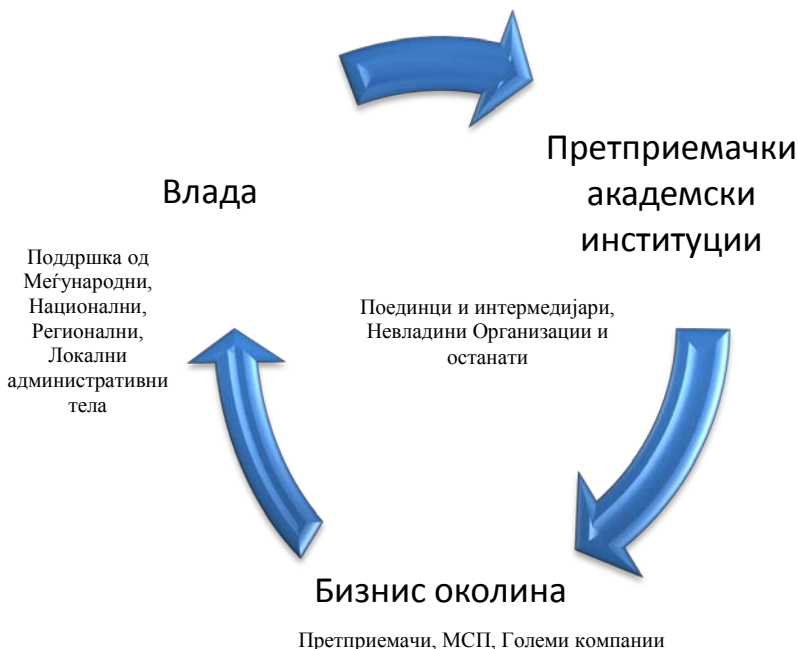 Претприемачки
академски
институции
Влада
Поддршка од
Меѓународни,
Национални,
Регионални,
Локални
административни
тела
Поединци и интермедијари,
Невладини Организации и
останати
Бизнис околина
Претприемачи, МСП, Големи компании